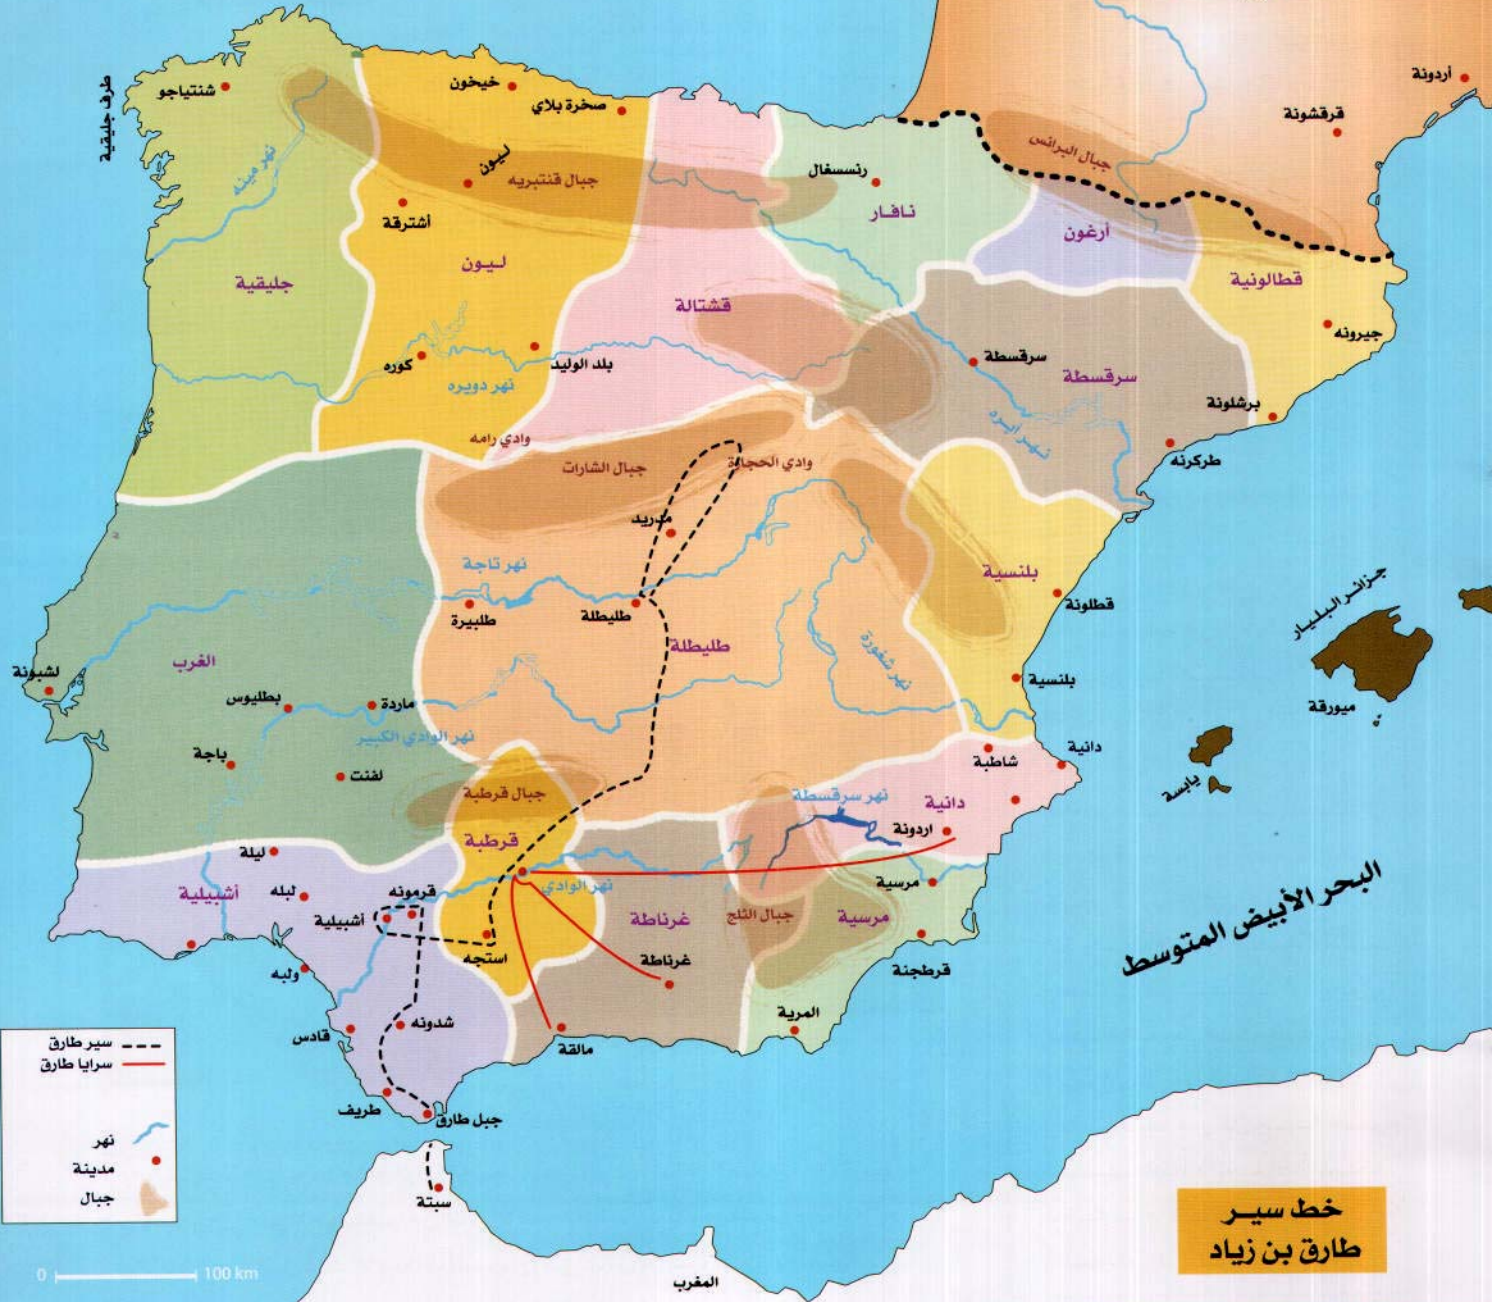 أردونة
قرقشونة
جبال البرانس
خيخون
صخرة بلاي
شنتياجو
طرف جليقية
نهر مينه
ليون
جبال قنتبريه
أشترقة
رنسسفال
نافار
أرغون
قطالونية
جليقية
ليون
قشتالة
جيرونه
سرقسطة
سرقسطة
برشلونة
كوره
بلد الوليد
نهر دويره
نهر ابره
طركونه
وادي رامه
جبال الشارات
وادي الحجارة
مدريد
نهر تاجة
طلبيرة
طليطلة
بلنسية
قطلونة
جزائر البليار
طليطلة
نهر شقورة
الغرب
لشبونة
بطليوس
ماردة
نهر الوادي الكبير
بلنسية
ميورقة
باجة
لفنت
شاطبة
دانية
يابسة
جبال قرطبة
نهر سرقسطة
دانية
اردونة
قرطبة
ليلة
لبله
أشبيلية
قرمونه
نهر الوادي
مرسية
أشبيلية
غرناطة
جبال الثلج
مرسية
البحر الأبيض المتوسط
استجه
غرناطة
قرطجنة
ولبه
المرية
قادس
شدونه
مالقة
طريف
جبل طارق
سبتة
المغرب
سير طارق
سرايا طارق
نهر
مدينة
جبال
0 100 km
خط سير
طارق بن زياد